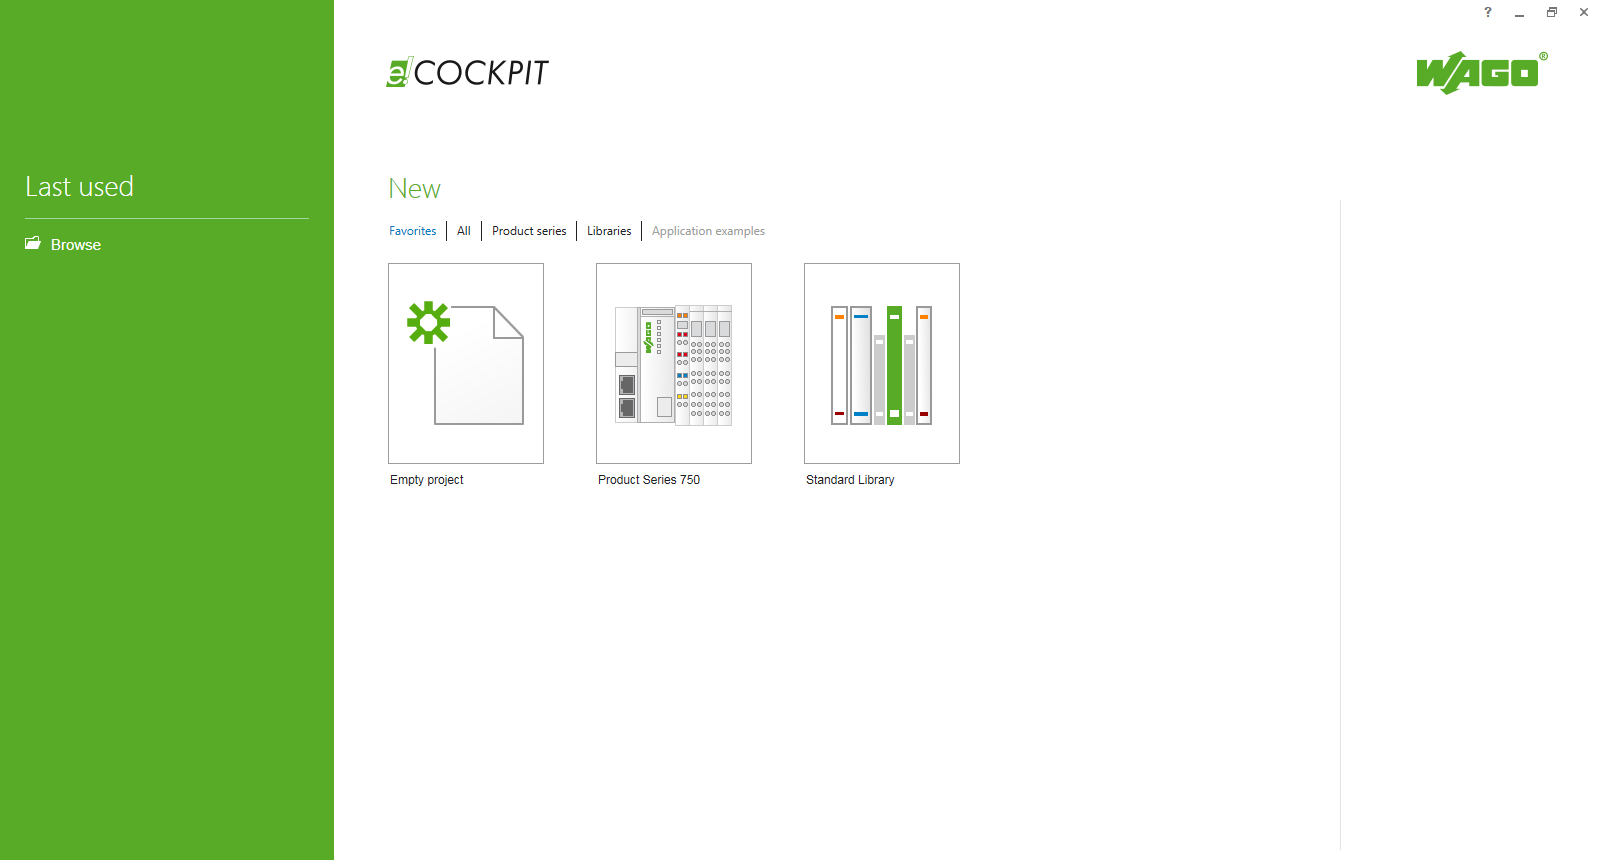 ?
e!COCKPIT
WAGO®
Last used
Browse
New
Favorites All Product series Libraries Application examples
WAGO
Empty project
Product Series 750
Standard Library